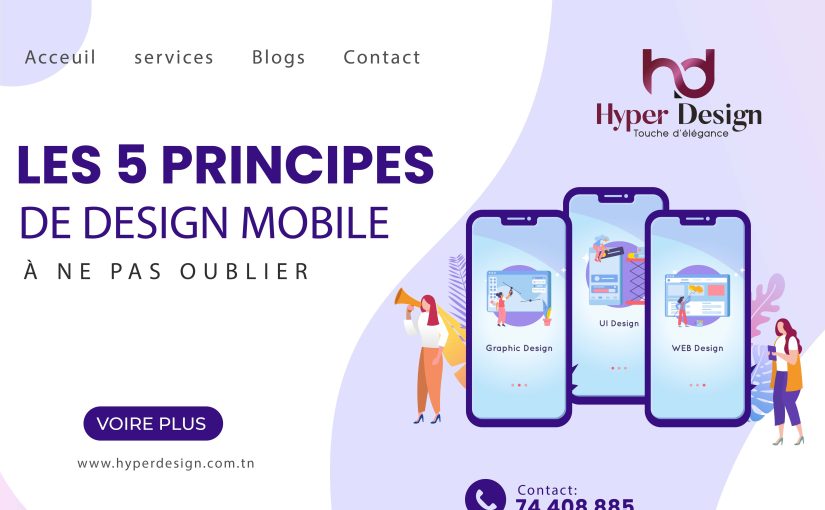 Acceuil services Blogs Contact
hd
Hyper Design
Touche d'élégance
LES 5 PRINCIPES
DE DESIGN MOBILE
À NE PAS OUBLIER
Graphic Design
UI Design
WEB Design
VOIRE PLUS
www.hyperdesign.com.tn
Contact:
74 408 885